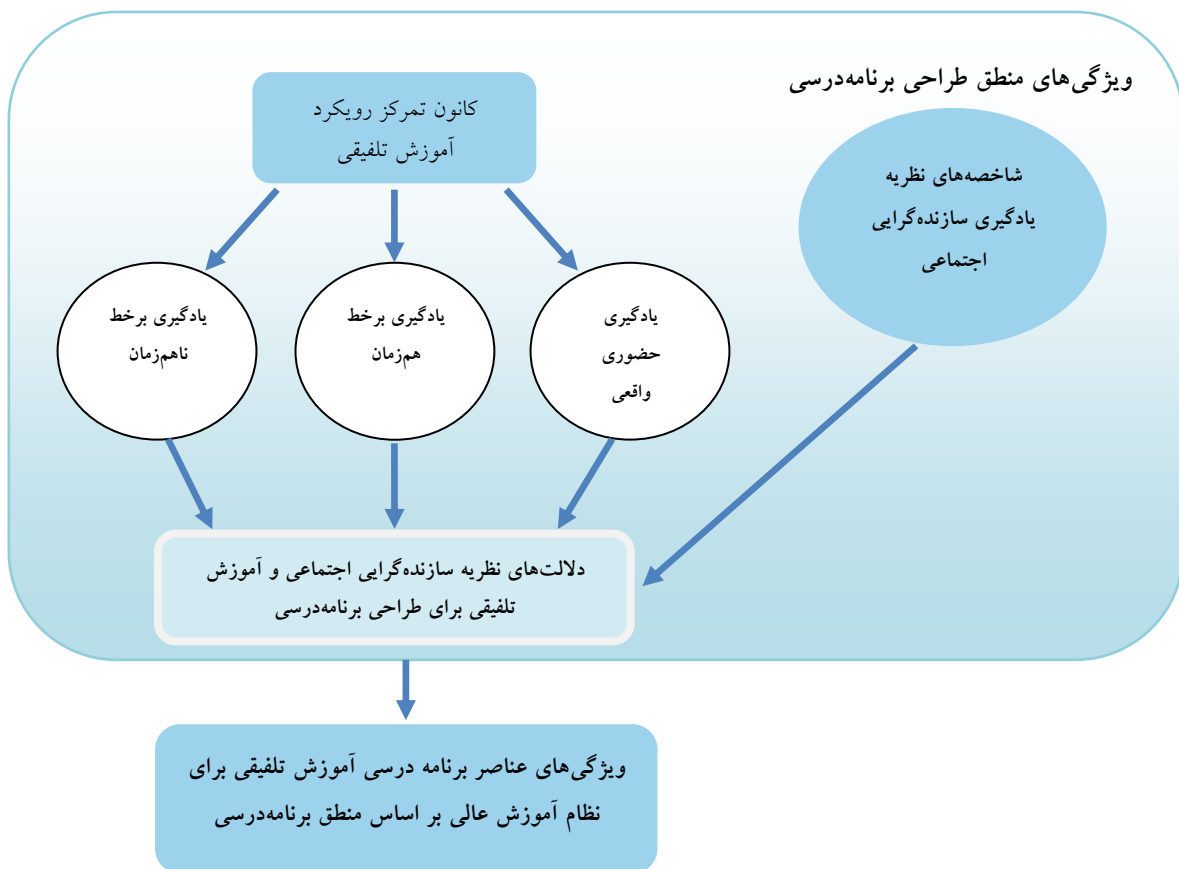 ویژگی‌های منطق طراحی برنامه‌درسی
کانون تمرکز رویکرد
آموزش تلفیقی
شاخصه‌های نظریه
یادگیری سازنده‌گرایی
اجتماعی
یادگیری
حضوری
واقعی
یادگیری برخط
هم‌زمان
یادگیری برخط
ناهم‌زمان
دلالت‌های نظریه سازنده‌گرایی اجتماعی و آموزش
تلفیقی برای طراحی برنامه‌درسی
ویژگی‌های عناصر برنامه درسی آموزش تلفیقی برای
نظام آموزش عالی بر اساس منطق برنامه‌درسی